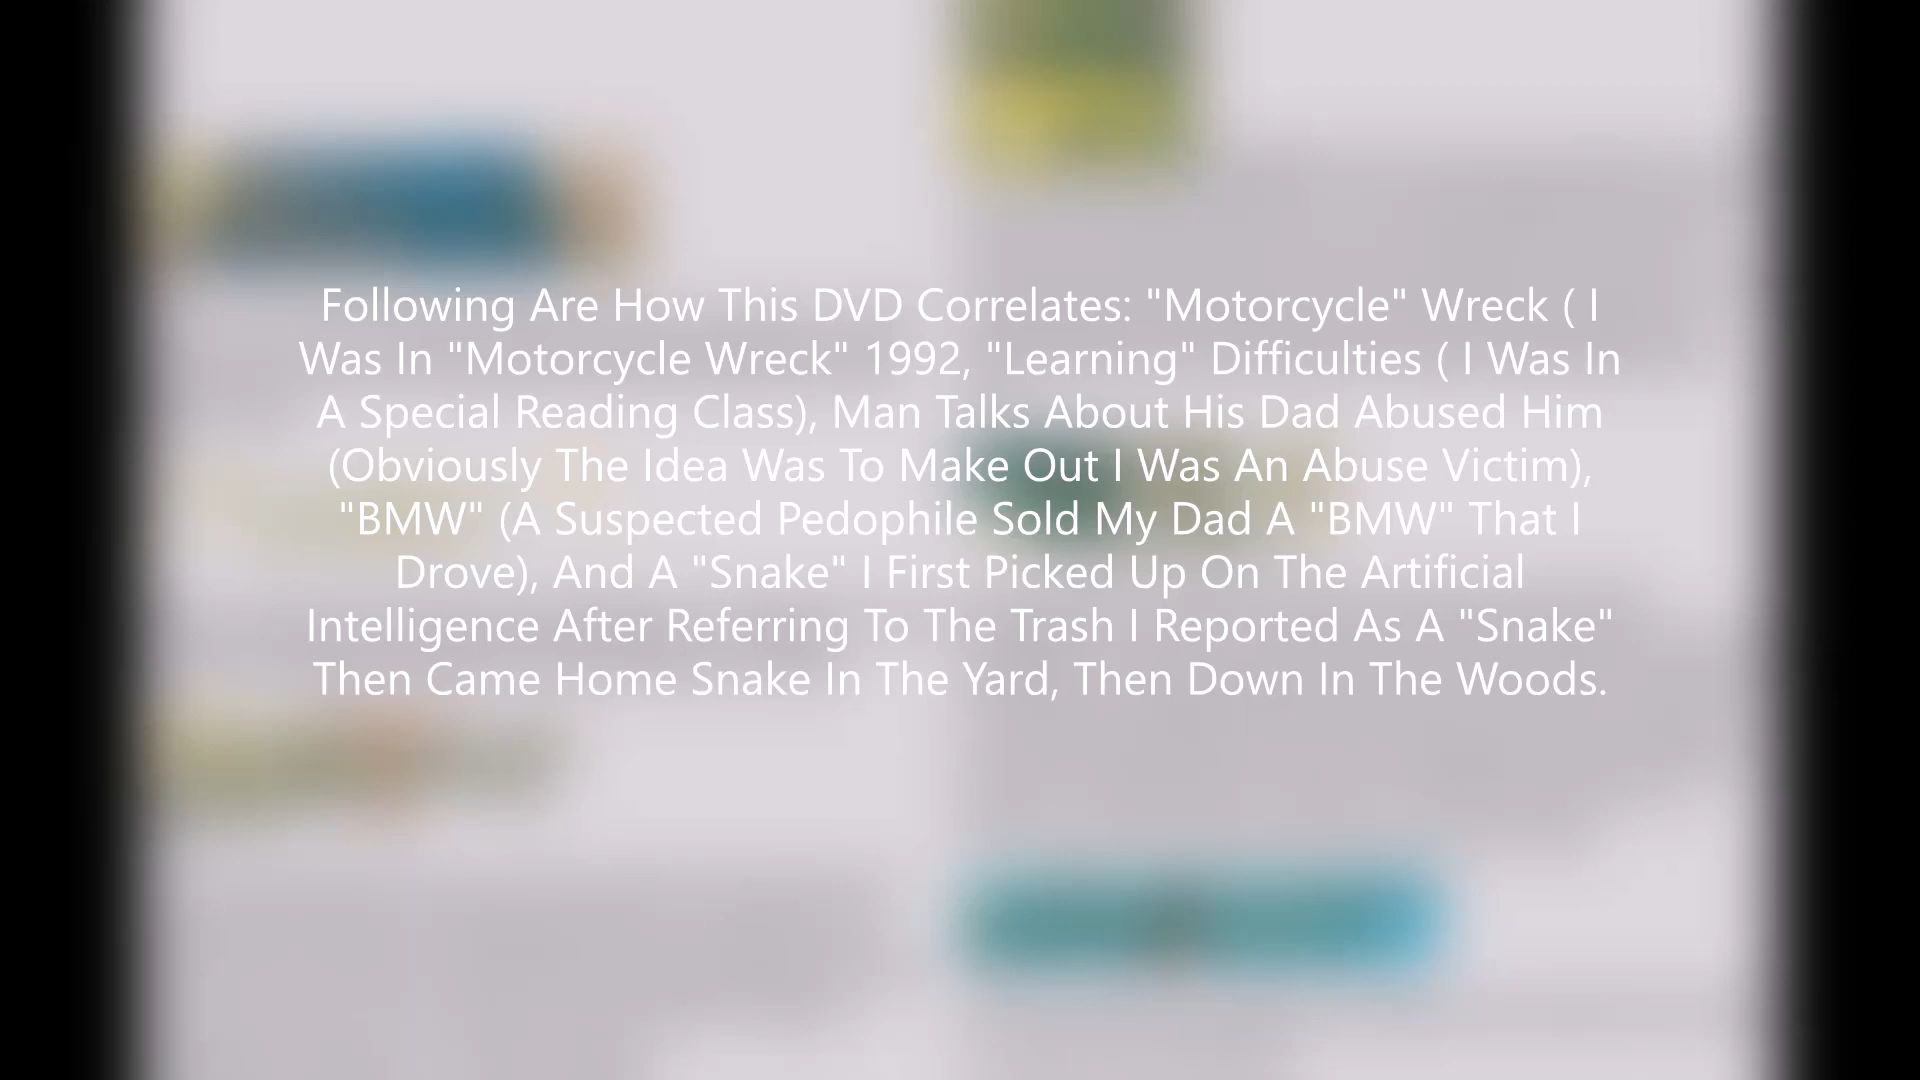 Following Are How This DVD Correlates: "Motorcycle" Wreck ( I
Was In "Motorcycle Wreck" 1992, "Learning" Difficulties ( I Was In
A Special Reading Class), Man Talks About His Dad Abused Him
(Obviously The Idea Was To Make Out I Was An Abuse Victim),
"BMW" (A Suspected Pedophile Sold My Dad A "BMW" That I
Drove), And A "Snake" I First Picked Up On The Artificial
Intelligence After Referring To The Trash I Reported As A "Snake"
Then Came Home Snake In The Yard, Then Down In The Woods.